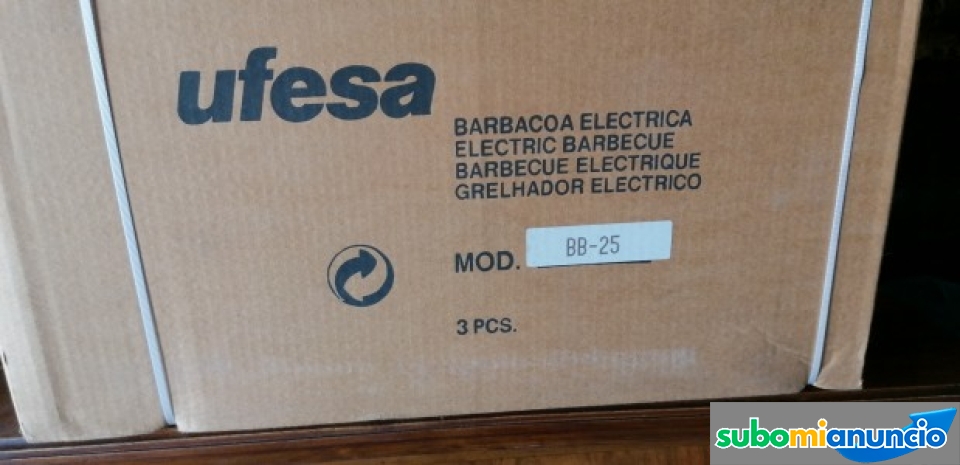 ufesa
BARBACOA ELECTRICA
ELECTRIC BARBECUE
BARBECUE ELECTRIQUE
GRELHADOR ELECTRICO
MOD. BB-25
3 PCS.
subomianuncio